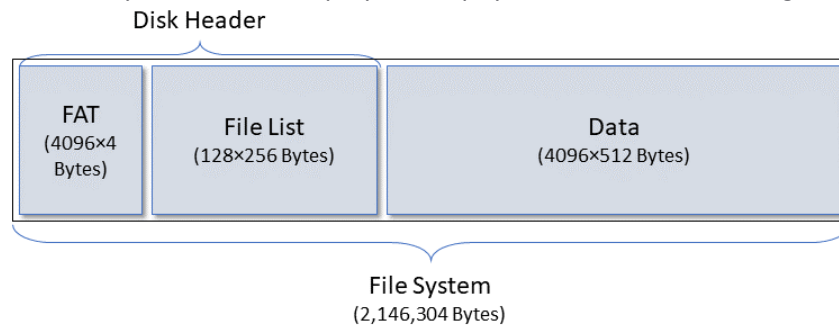 Disk Header
FAT
(4096×4
Bytes)
File List
(128×256 Bytes)
Data
(4096×512 Bytes)
File System
(2,146,304 Bytes)